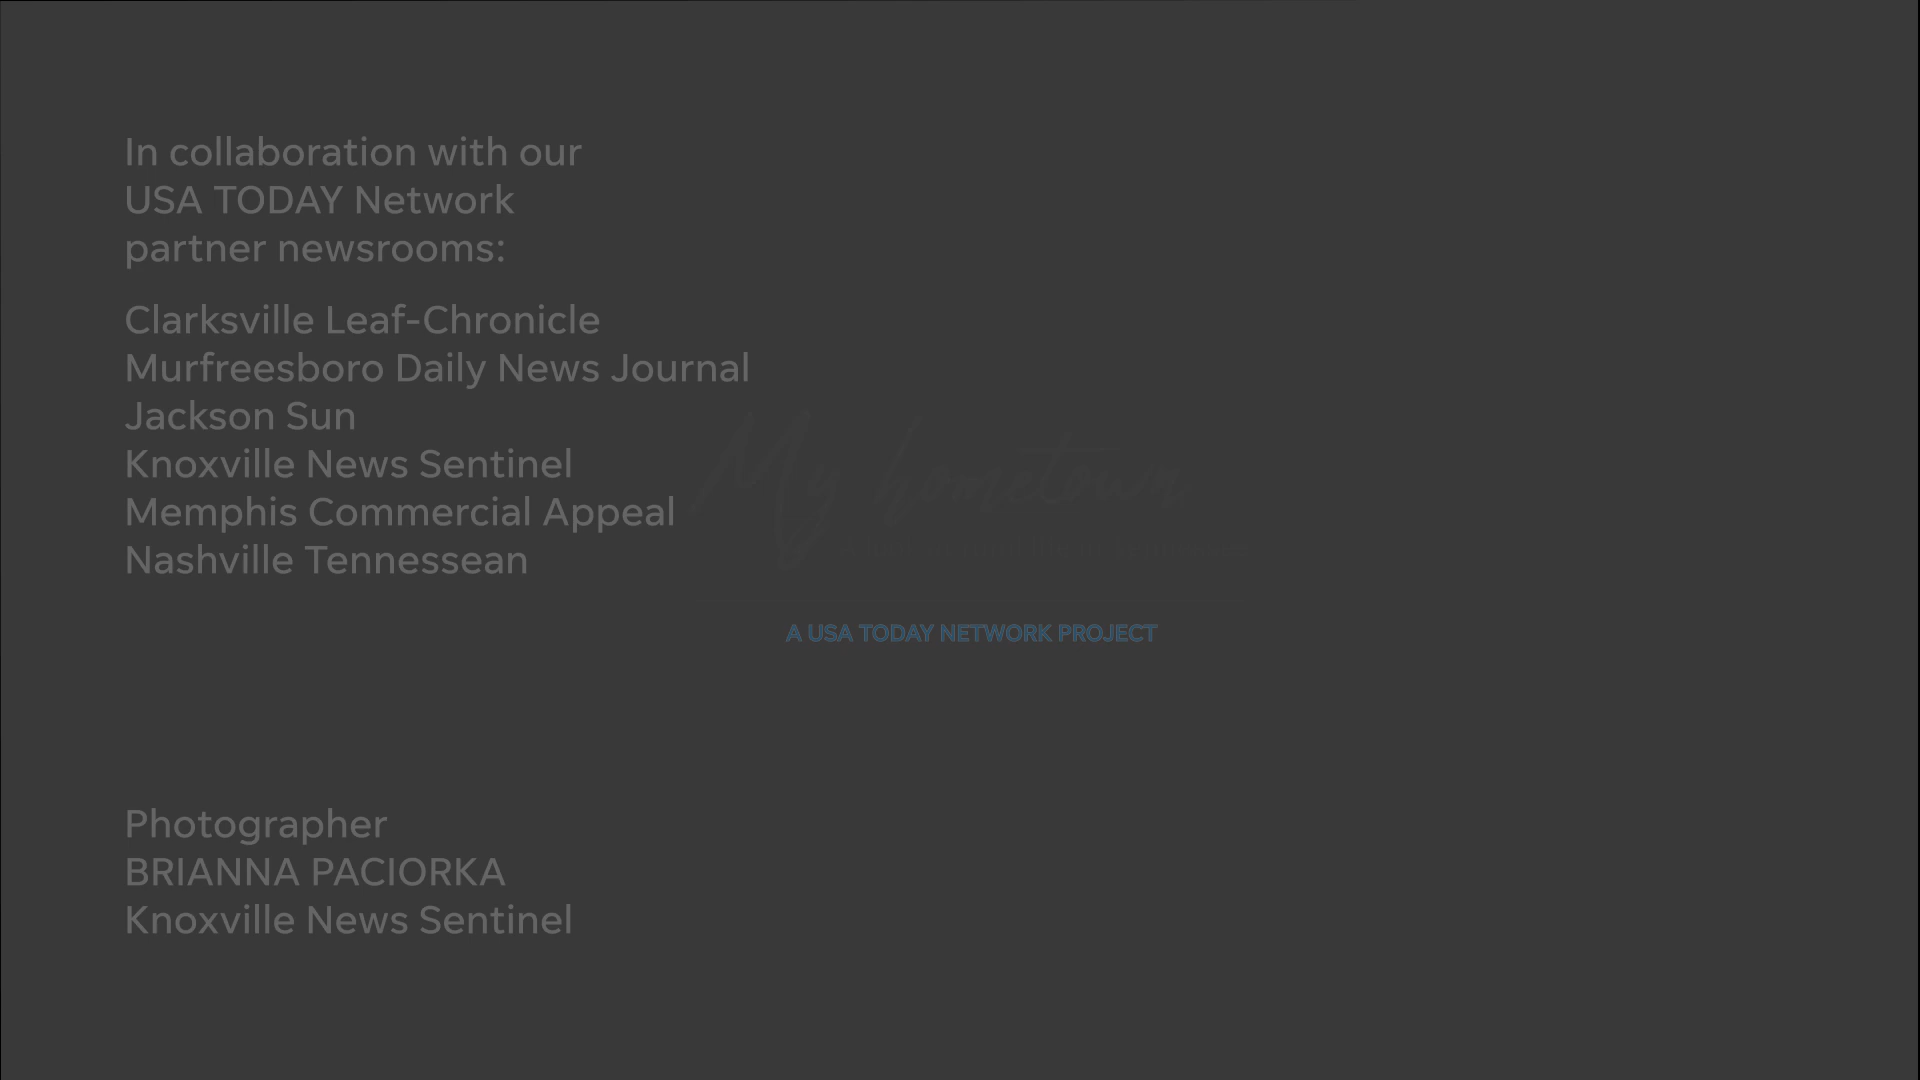 In collaboration with our
USA TODAY Network
partner newsrooms:
Clarksville Leaf-Chronicle
Murfreesboro Daily News Journal
Jackson Sun
Knoxville News Sentinel
Memphis Commercial Appeal
Nashville Tennessean
My hometown
A USA TODAY NETWORK PROJECT
Photographer
BRIANNA PACIORKA
Knoxville News Sentinel